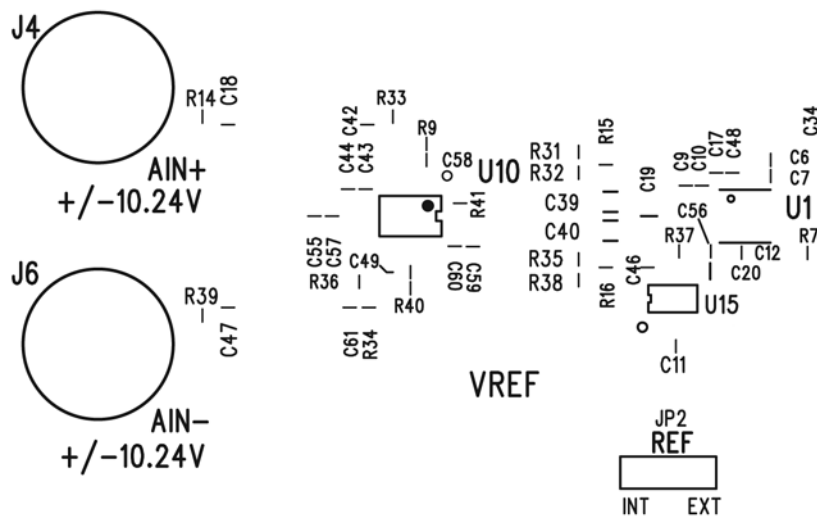 J4
R14
C18
AIN+
+/-10.24V
J6
R39
C47
AIN-
+/-10.24V
C42
R33
R9
C44
C43
C58
U10
R41
C55
C57
C49
R36
R40
C60
C59
C61
R34
R31
R32
R15
C39
C40
R35
R38
R16
C19
C46
C9
C10
C17
C48
C34
C6
C7
C56
U1
R37
C12
C20
R7
U15
C11
VREF
JP2
REF
INT EXT